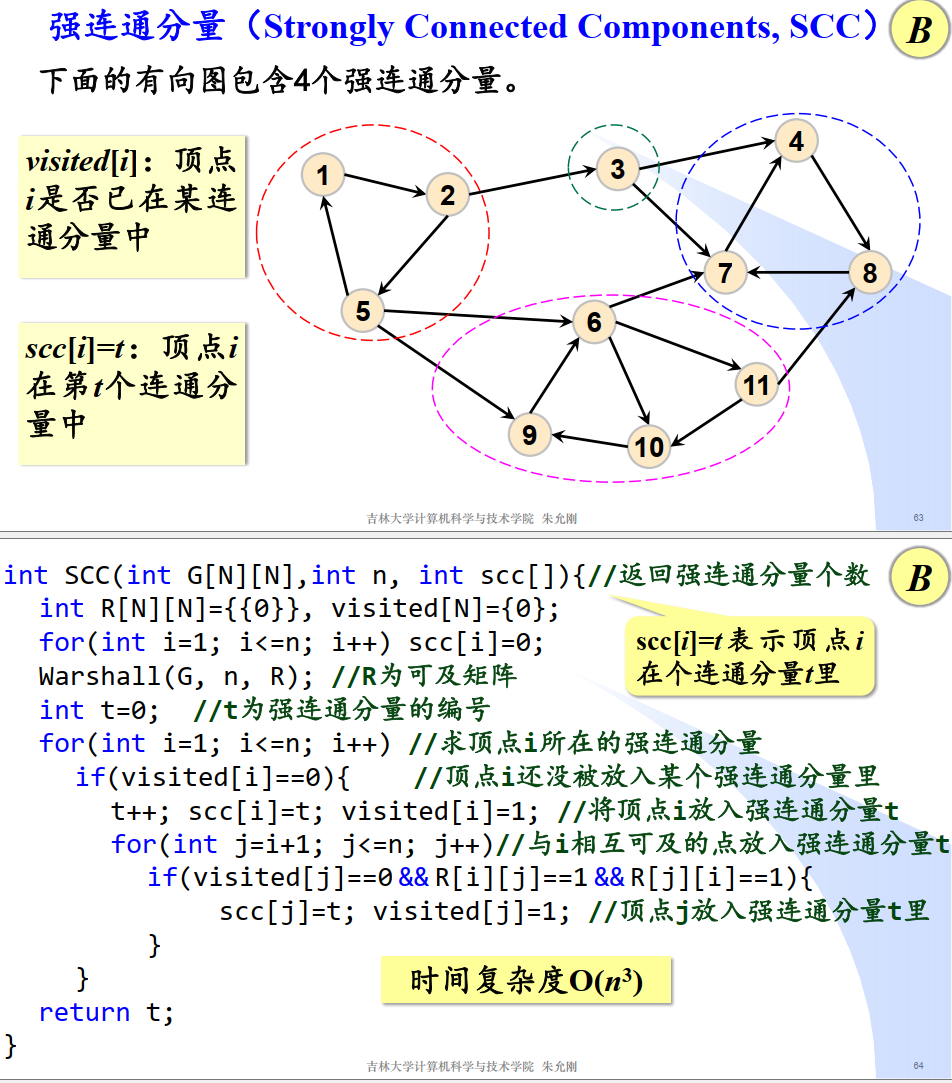 强连通分量（Strongly Connected Components, SCC）
B
下面的有向图包含4个强连通分量。
visited[i]：顶点
i是否已在某连
通分量中
scc[i]=t：顶点i
在第t个连通分
量中
1
2
3
4
5
6
7
8
9
10
11
吉林大学计算机科学与技术学院 朱允刚
63
int SCC(int G[N][N],int n, int scc[]){//返回强连通分量个数
B
int R[N][N]={{0}}, visited[N]={0};
for(int i=1; i<=n; i++) scc[i]=0;
scc[i]=t表示顶点i
在个连通分量t里
Warshall(G, n, R); //R为可及矩阵
int t=0; //t为强连通分量的编号
for(int i=1; i<=n; i++) //求顶点i所在的强连通分量
if(visited[i]==0){ //顶点i还没被放入某个强连通分量里
t++; scc[i]=t; visited[i]=1; //将顶点i放入强连通分量t
for(int j=i+1; j<=n; j++)//与i相互可及的点放入强连通分量t
if(visited[j]==0&&R[i][j]==1&&R[j][i]==1){
scc[j]=t; visited[j]=1; //顶点j放入强连通分量t里
}
}
时间复杂度O(n³)
return t;
}
吉林大学计算机科学与技术学院 朱允刚
64